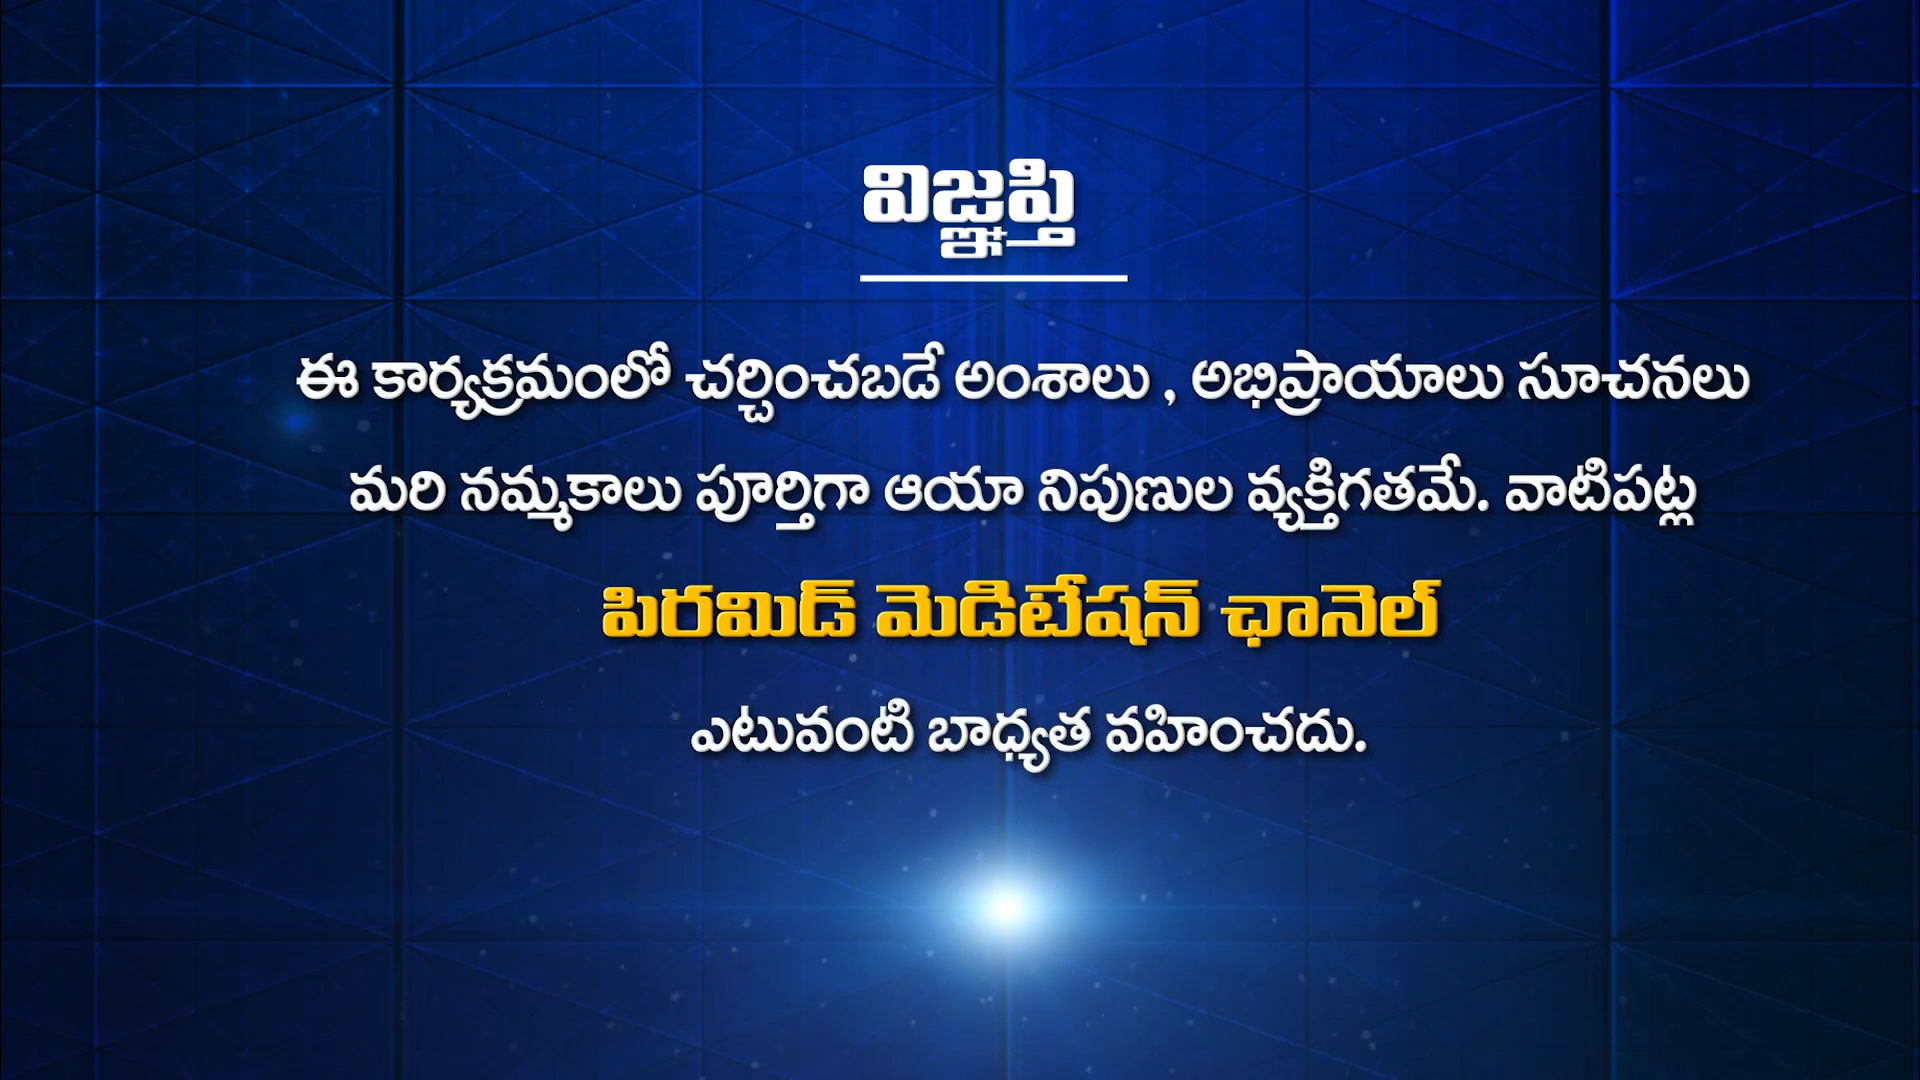 విజ్ఞప్తి
ఈ కార్యక్రమంలో చర్చించబడే అంశాలు , అభిప్రాయాలు సూచనలు
మరి నమ్మకాలు పూర్తిగా ఆయా నిపుణుల వ్యక్తిగతమే. వాటిపట్ల
పిరమిడ్ మెడిటేషన్ ఛానెల్
ఎటువంటి బాధ్యత వహించదు.